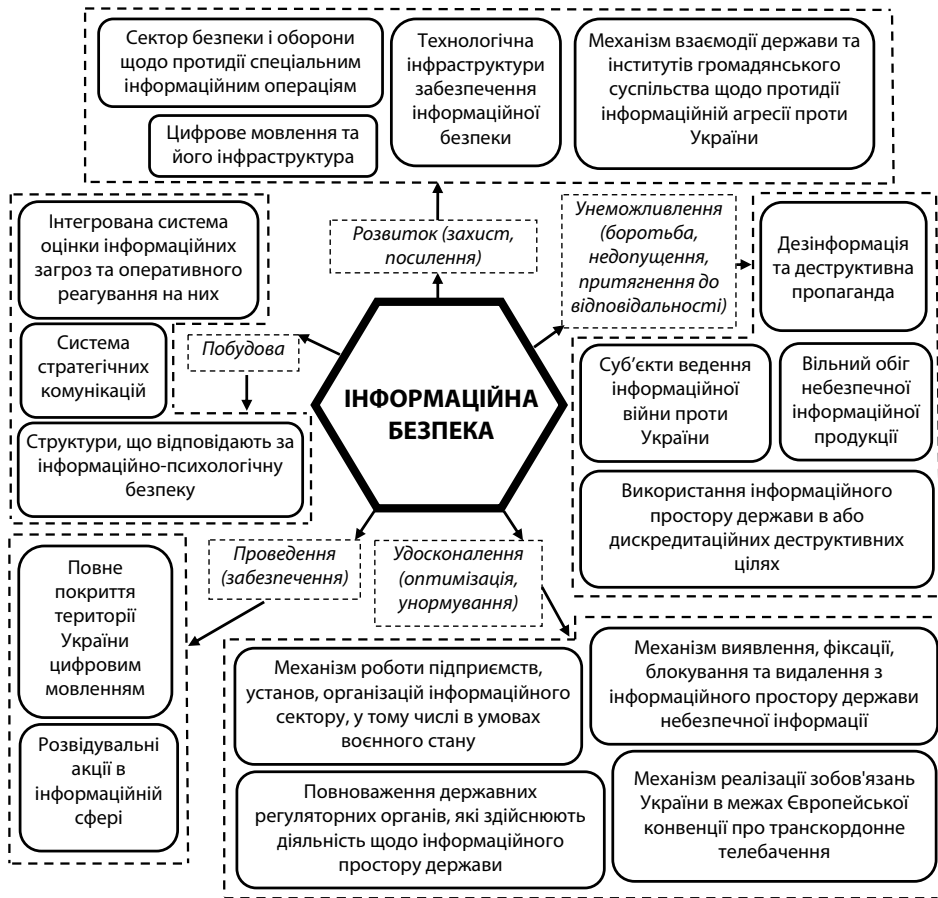 Сектор безпеки і оборони
щодо протидії спеціальним
інформаційним операціям
Цифрове мовлення та
його інфраструктура
Технологічна
інфраструктури
забезпечення
інформаційної
безпеки
Механізм взаємодії держави та
інститутів громадянського
суспільства щодо протидії
інформаційній агресії проти
України
Інтегрована система
оцінки інформаційних
загроз та оперативного
реагування на них
Система
стратегічних
комунікацій
Структури, що відповідають за
інформаційно-психологічну
безпеку
Побудова
Розвиток (захист,
посилення)
Унеможливлення
(боротьба,
недопущення,
притягнення до
відповідальності)
Дезінформація
та деструктивна
пропаганда
Суб’єкти ведення
інформаційної
війни проти
України
Вільний обіг
небезпечної
інформаційної
продукції
Використання інформаційного
простору держави в або
дискредитаційних деструктивних
цілях
ІНФОРМАЦІЙНА
БЕЗПЕКА
Проведення
(забезпечення)
Удосконалення
(оптимізація,
унормування)
Повне
покриття
території
України
цифровим
мовленням
Розвідувальні
акції в
інформаційній
сфері
Механізм роботи підприємств,
установ, організацій інформаційного
сектору, у тому числі в умовах
воєнного стану
Повноваження державних
регуляторних органів, які здійснюють
діяльність щодо інформаційного
простору держави
Механізм виявлення, фіксації,
блокування та видалення з
інформаційного простору держави
небезпечної інформації
Механізм реалізації зобов'язань
України в межах Європейської
конвенції про транскордонне
телебачення